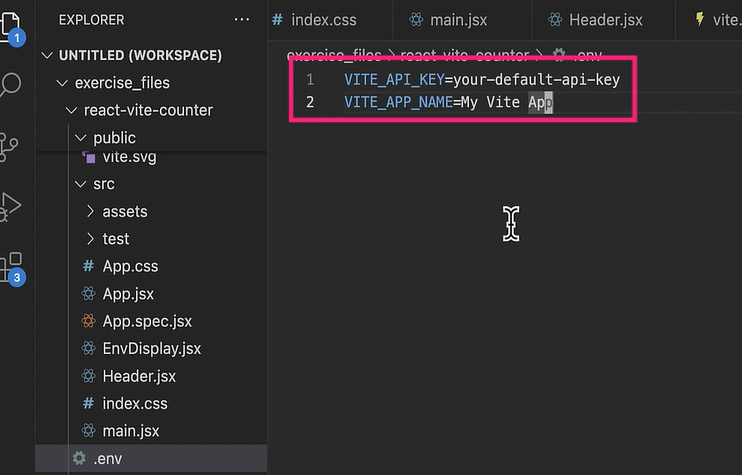 EXPLORER
UNTITLED (WORKSPACE)
exercise_files
react-vite-counter
public
vite.svg
src
assets
test
# App.css
App.jsx
App.spec.jsx
EnvDisplay.jsx
Header.jsx
# index.css
main.jsx
.env
1
3
# index.css
main.jsx
Header.jsx
vite.
exercise_files > react-vite-counter > .env
1 VITE_API_KEY=your-default-api-key
2 VITE_APP_NAME=My Vite App